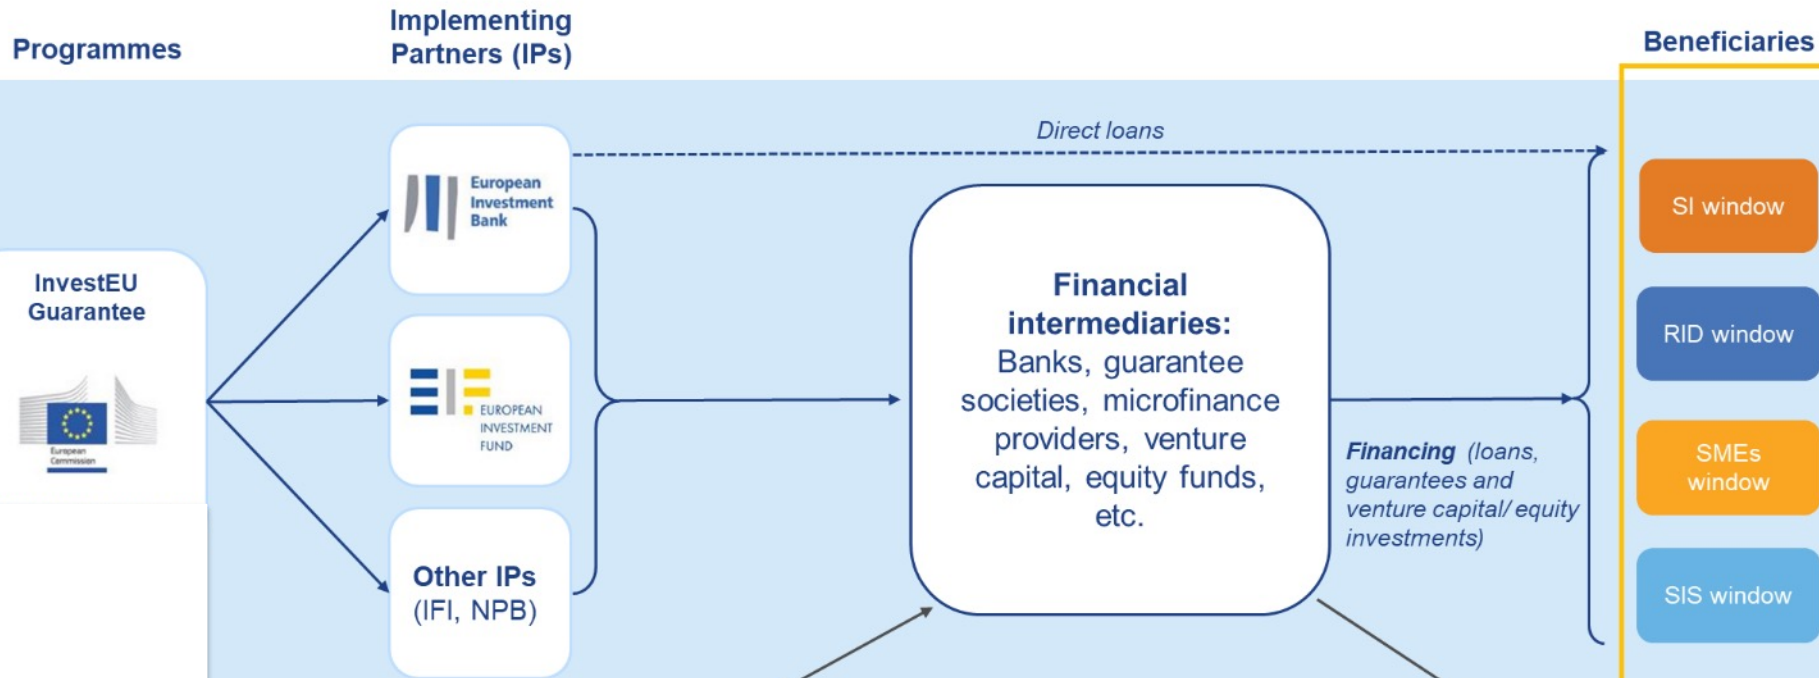 Programmes
Implementing
Partners (IPs)
Beneficiaries
Direct loans
European
Investment
Bank
InvestEU
Guarantee
European
Commission
EUROPEAN
INVESTMENT
FUND
Other IPs
(IFI, NPB)
Financial
intermediaries:
Banks, guarantee
societies, microfinance
providers, venture
capital, equity funds,
etc.
Financing (loans,
guarantees and
venture capital/ equity
investments)
SI window
RID window
SMEs
window
SIS window